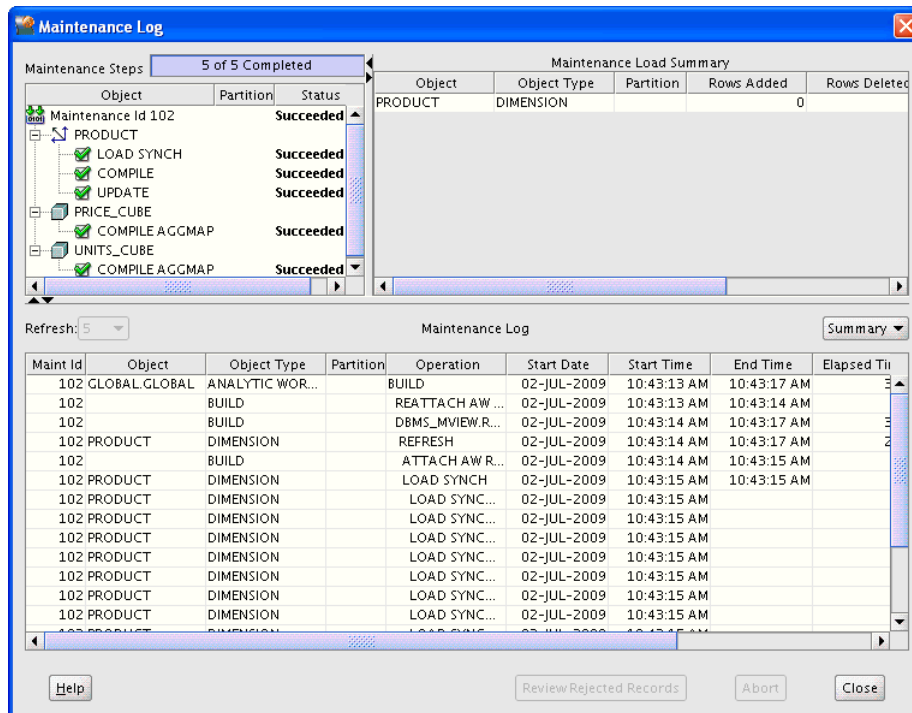 Maintenance Log
Maintenance Steps 5 of 5 Completed
Object Partition Status
Maintenance Id 102 Succeeded
PRODUCT
LOAD SYNCH Succeeded
COMPILE Succeeded
UPDATE Succeeded
PRICE_CUBE
COMPILE AGGMAP Succeeded
UNITS_CUBE
COMPILE AGGMAP Succeeded
Maintenance Load Summary
Object Object Type Partition Rows Added Rows Deleted
PRODUCT DIMENSION 0
Refresh: 5 Maintenance Log Summary
Maint Id Object Object Type Partition Operation Start Date Start Time End Time Elapsed
102 GLOBAL.GLOBAL ANALYTIC WOR... BUILD 02-JUL-2009 10:43:13 AM 10:43:17 AM
102 BUILD REATTACH AW ... 02-JUL-2009 10:43:13 AM 10:43:14 AM
102 BUILD DBMS_MVIEW.R... 02-JUL-2009 10:43:14 AM 10:43:17 AM
102 PRODUCT DIMENSION REFRESH 02-JUL-2009 10:43:14 AM 10:43:17 AM
102 BUILD ATTACH AW R... 02-JUL-2009 10:43:14 AM 10:43:15 AM
102 PRODUCT DIMENSION LOAD SYNCH 02-JUL-2009 10:43:15 AM 10:43:15 AM
102 PRODUCT DIMENSION LOAD SYNC... 02-JUL-2009 10:43:15 AM
102 PRODUCT DIMENSION LOAD SYNC... 02-JUL-2009 10:43:15 AM
102 PRODUCT DIMENSION LOAD SYNC... 02-JUL-2009 10:43:15 AM
102 PRODUCT DIMENSION LOAD SYNC... 02-JUL-2009 10:43:15 AM
102 PRODUCT DIMENSION LOAD SYNC... 02-JUL-2009 10:43:15 AM
102 PRODUCT DIMENSION LOAD SYNC... 02-JUL-2009 10:43:15 AM
102 PRODUCT DIMENSION LOAD SYNC... 02-JUL-2009 10:43:15 AM
Help Review Rejected Records Abort Close